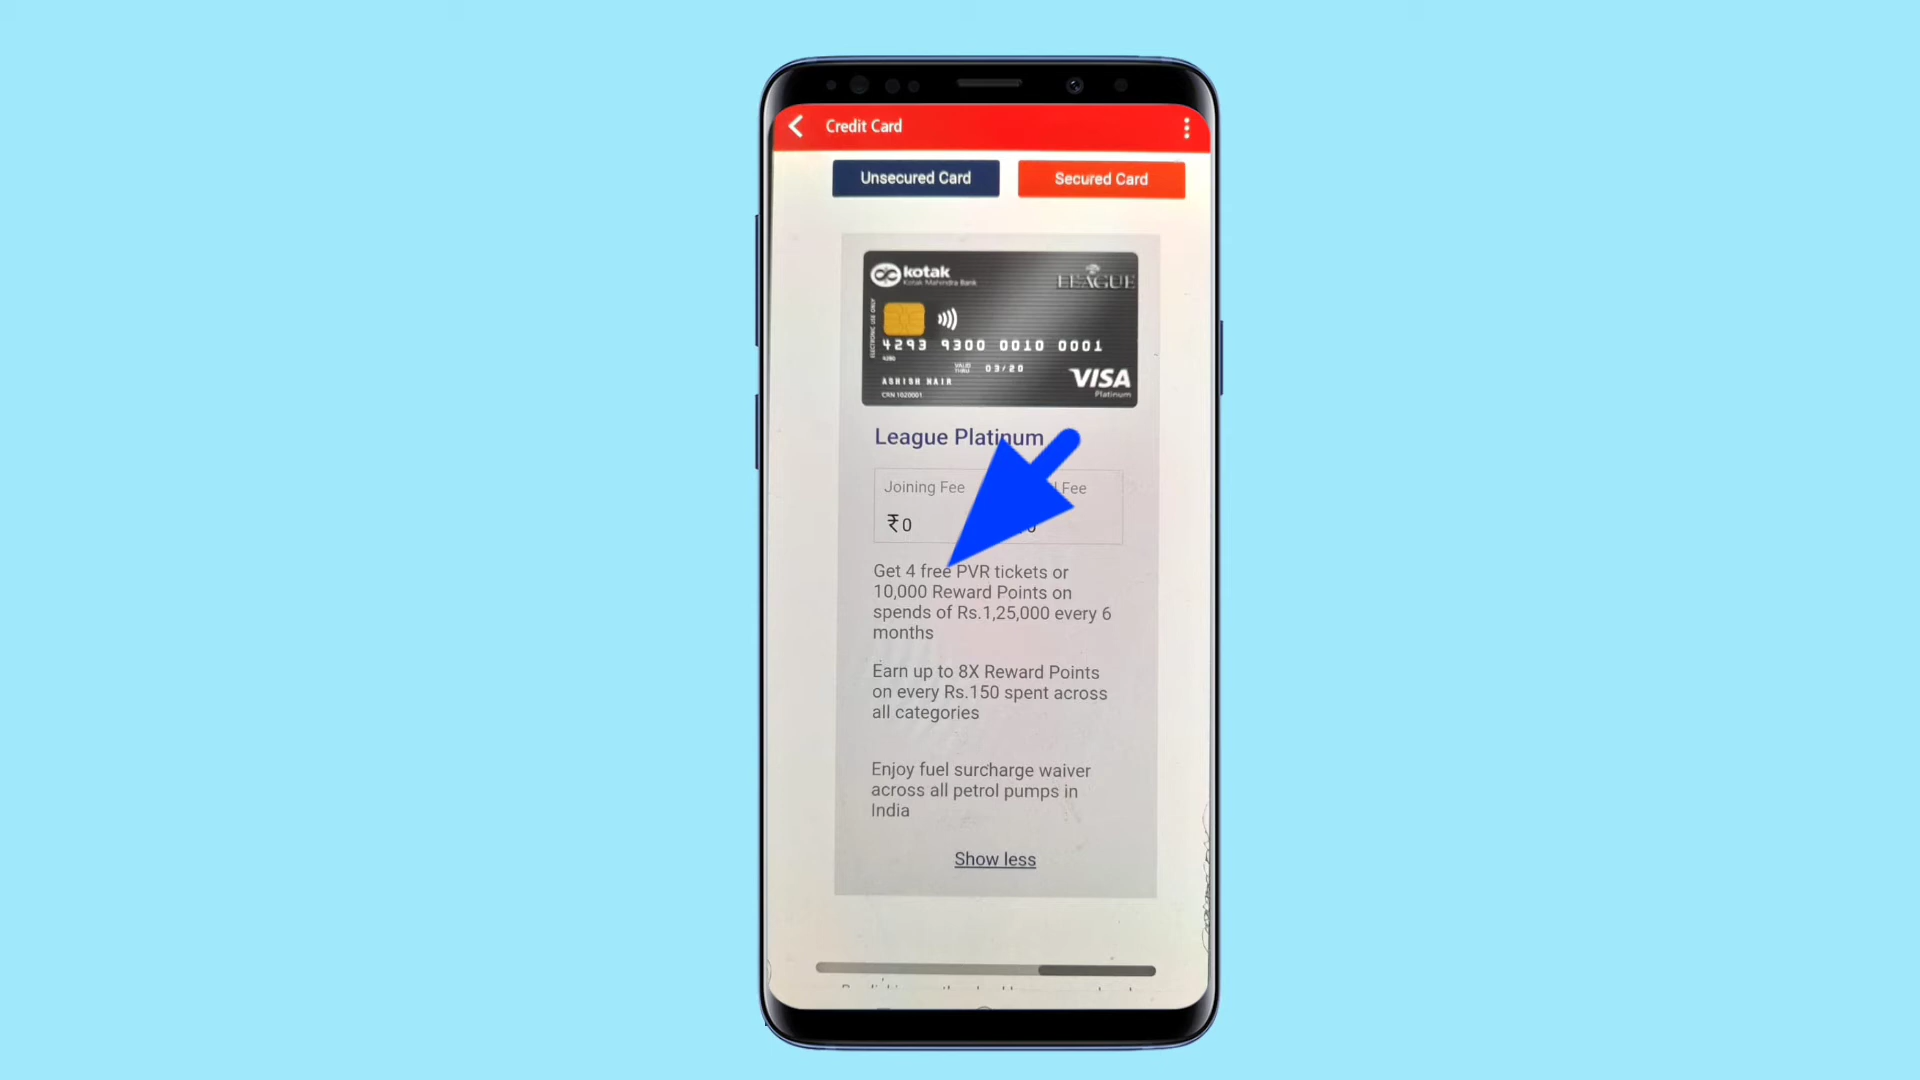 Credit Card
Unsecured Card
Secured Card
kotak
Kotak Mahindra Bank
LEAGUE
ELECTRONIC USE ONLY
4293 9300 0010 0001
VALID THRU 03/20
ASHISH NAIR
CRN 1020001
VISA
Platinum
League Platinum
Joining Fee
Fee
₹0
Get 4 free PVR tickets or
10,000 Reward Points on
spends of Rs.1,25,000 every 6
months
Earn up to 8X Reward Points
on every Rs.150 spent across
all categories
Enjoy fuel surcharge waiver
across all petrol pumps in
India
Show less